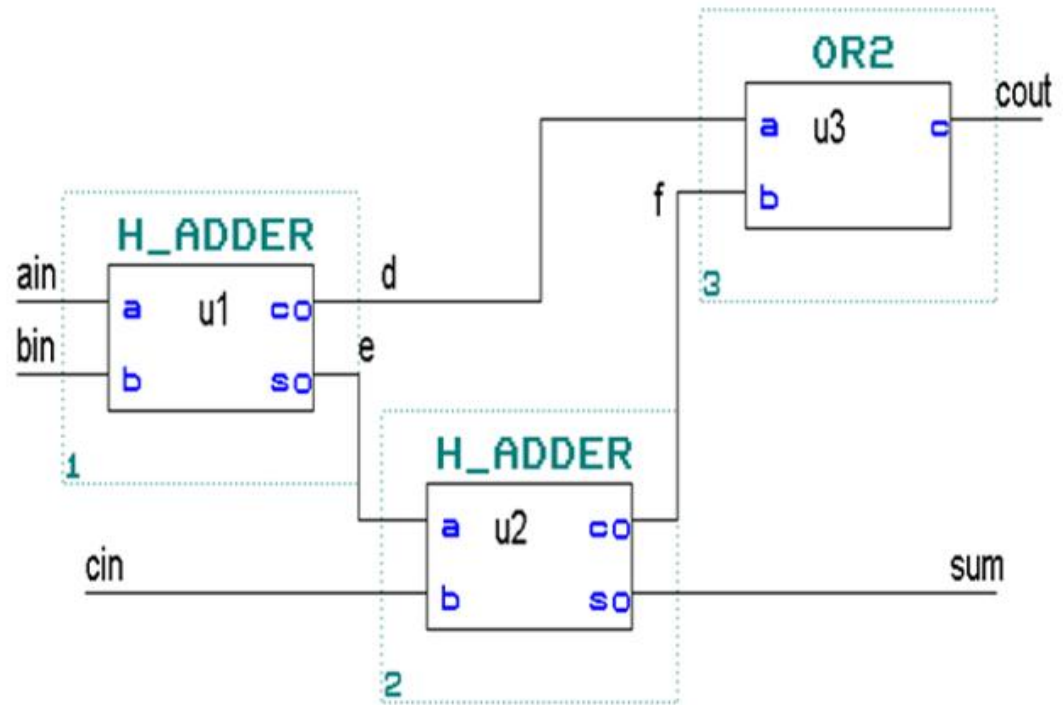 OR2
cout
a u3 c
b
f
3
H_ADDER
ain
d
a u1 co
bin
e
b so
1
H_ADDER
a u2 co
cin
sum
b so
2